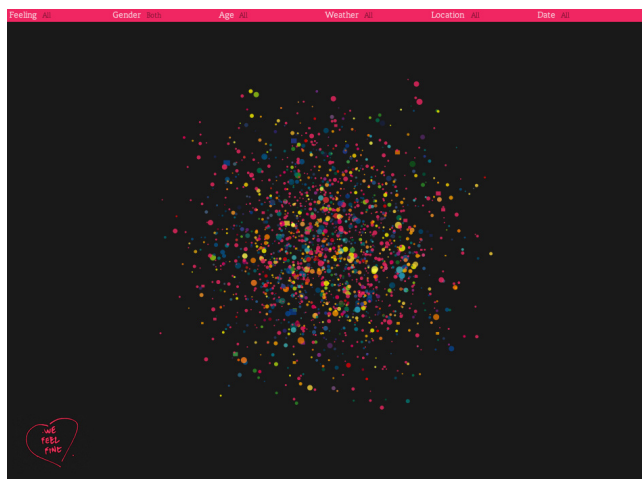 Feeling All Gender Both Age All Weather All Location All Date All
WE
FEEL
FINE